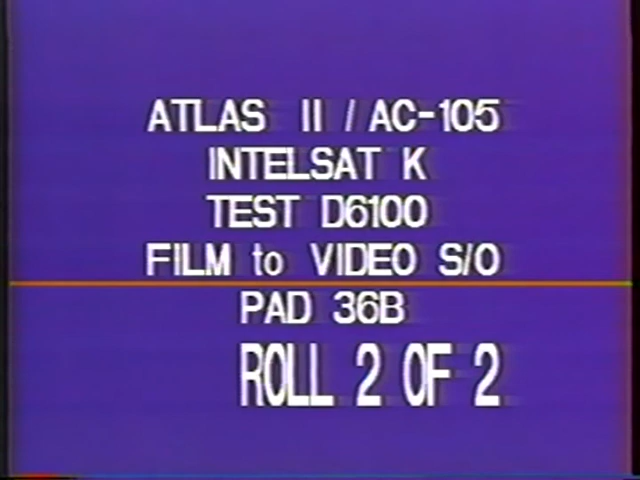 ATLAS II / AC-105
INTELSAT K
TEST D6100
FILM to VIDEO S/O
PAD 36B
ROLL 2 OF 2